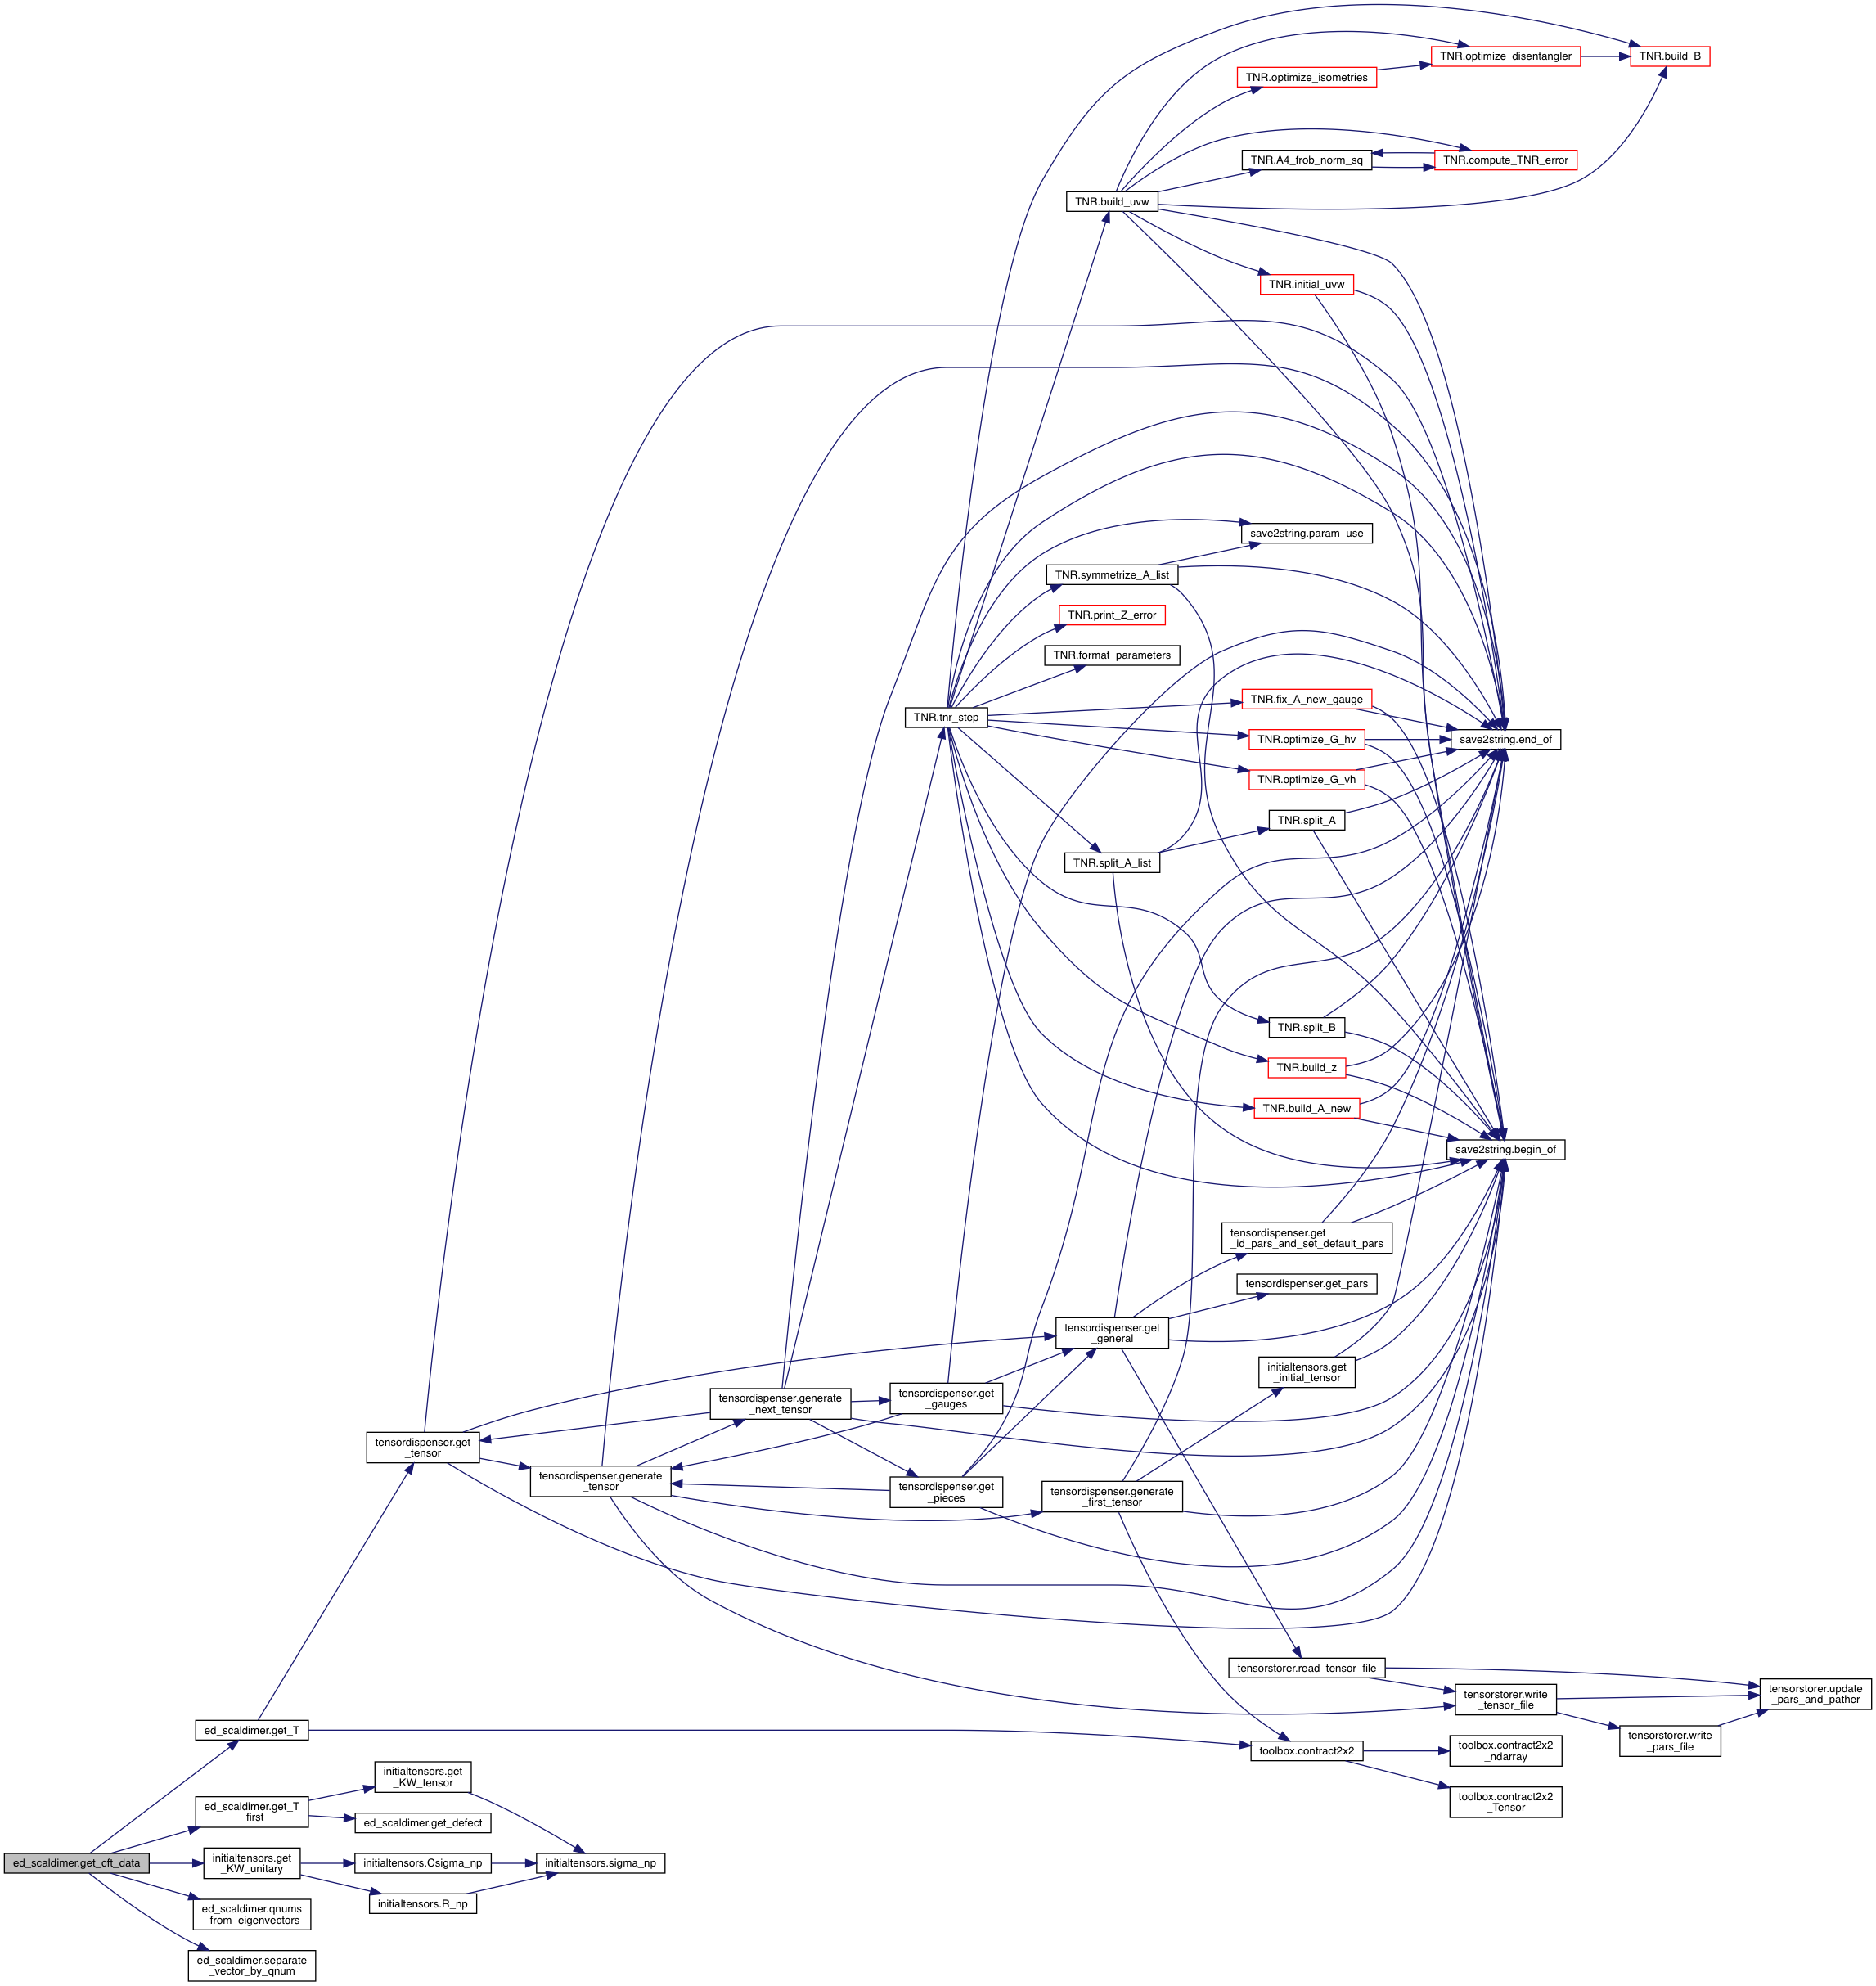 TNR.optimize_disentangler
TNR.build_B
TNR.optimize_isometries
TNR.A4_frob_norm_sq
TNR.compute_TNR_error
TNR.build_uvw
TNR.initial_uvw
save2string.param_use
TNR.symmetrize_A_list
TNR.print_Z_error
TNR.format_parameters
TNR.fix_A_new_gauge
TNR.tnr_step
TNR.optimize_G_hv
save2string.end_of
TNR.optimize_G_vh
TNR.split_A
TNR.split_A_list
TNR.split_B
TNR.build_z
TNR.build_A_new
save2string.begin_of
tensordispenser.get
_id_pars_and_set_default_pars
tensordispenser.get_pars
tensordispenser.get
_general
initialtensors.get
_initial_tensor
tensordispenser.generate
_next_tensor
tensordispenser.get
_gauges
tensordispenser.get
_tensor
tensordispenser.generate
_tensor
tensordispenser.get
_pieces
tensordispenser.generate
_first_tensor
tensorstorer.read_tensor_file
tensorstorer.write
_tensor_file
tensorstorer.update
_pars_and_pather
tensorstorer.write
_pars_file
ed_scaldimer.get_T
toolbox.contract2x2
toolbox.contract2x2
_ndarray
toolbox.contract2x2
_Tensor
initialtensors.get
_KW_tensor
ed_scaldimer.get_T
_first
ed_scaldimer.get_defect
ed_scaldimer.get_cft_data
initialtensors.get
_KW_unitary
initialtensors.Csigma_np
initialtensors.sigma_np
initialtensors.R_np
ed_scaldimer.qnums
_from_eigenvectors
ed_scaldimer.separate
_vector_by_qnum